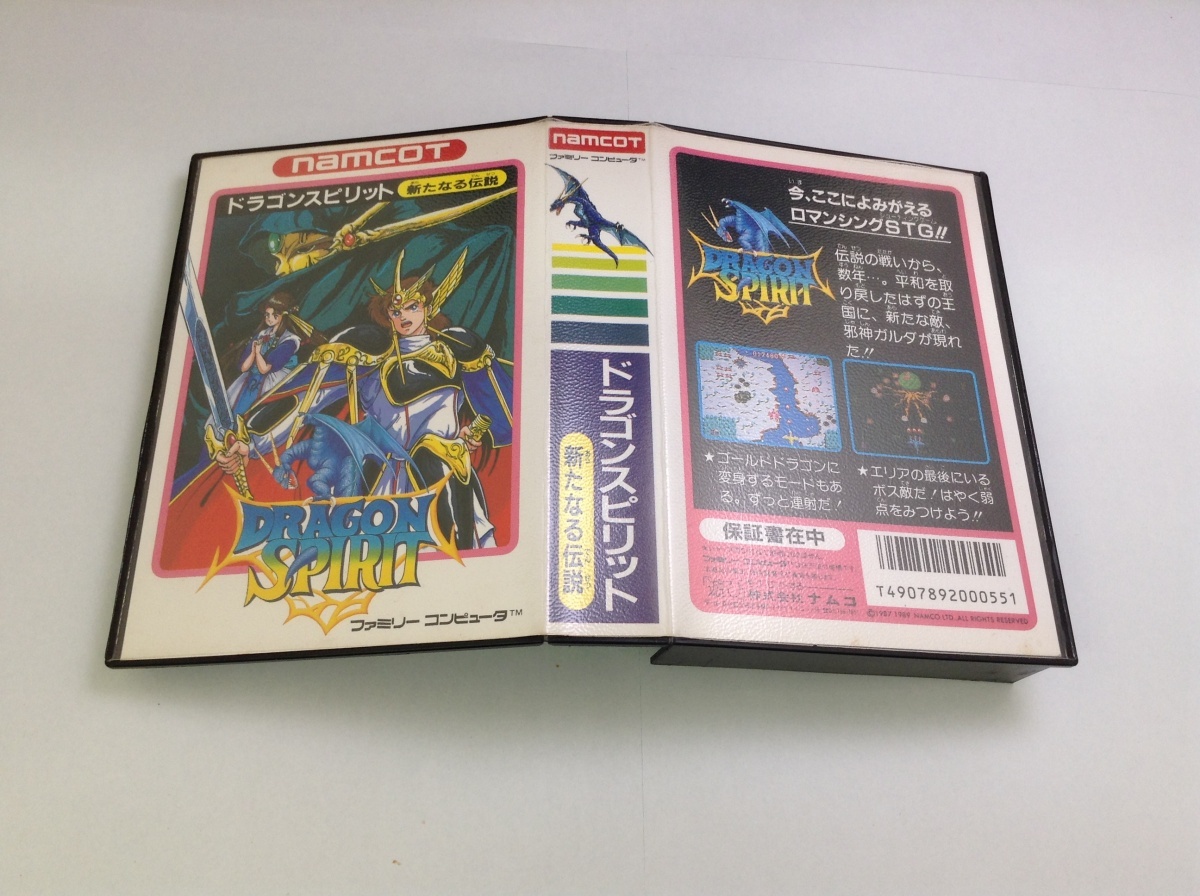 namcot
ドラゴンスピリット 新たなる伝説
DRAGON
SPIRIT
ファミリー コンピュータ™
namcot
ファミリー コンピュータ™
ドラゴンスピリット
新たなる伝説
今、ここによみがえる
ロマンシングSTG!!
DRAGON
SPIRIT
伝説の戦いから、
数年…。平和を取
り戻したはずの王
国に、新たな敵、
邪神ガルダが現れ
た!!
★ゴールドドラゴンに
変身するモードもあ
る。ずっと連射だ!
★エリアの最後にいる
ボス敵だ!はやく弱
点をみつけよう!!
保証書在中
株式会社ナムコ
T4907892000551
©1987 1989 NAMCO LTD., ALL RIGHTS RESERVED